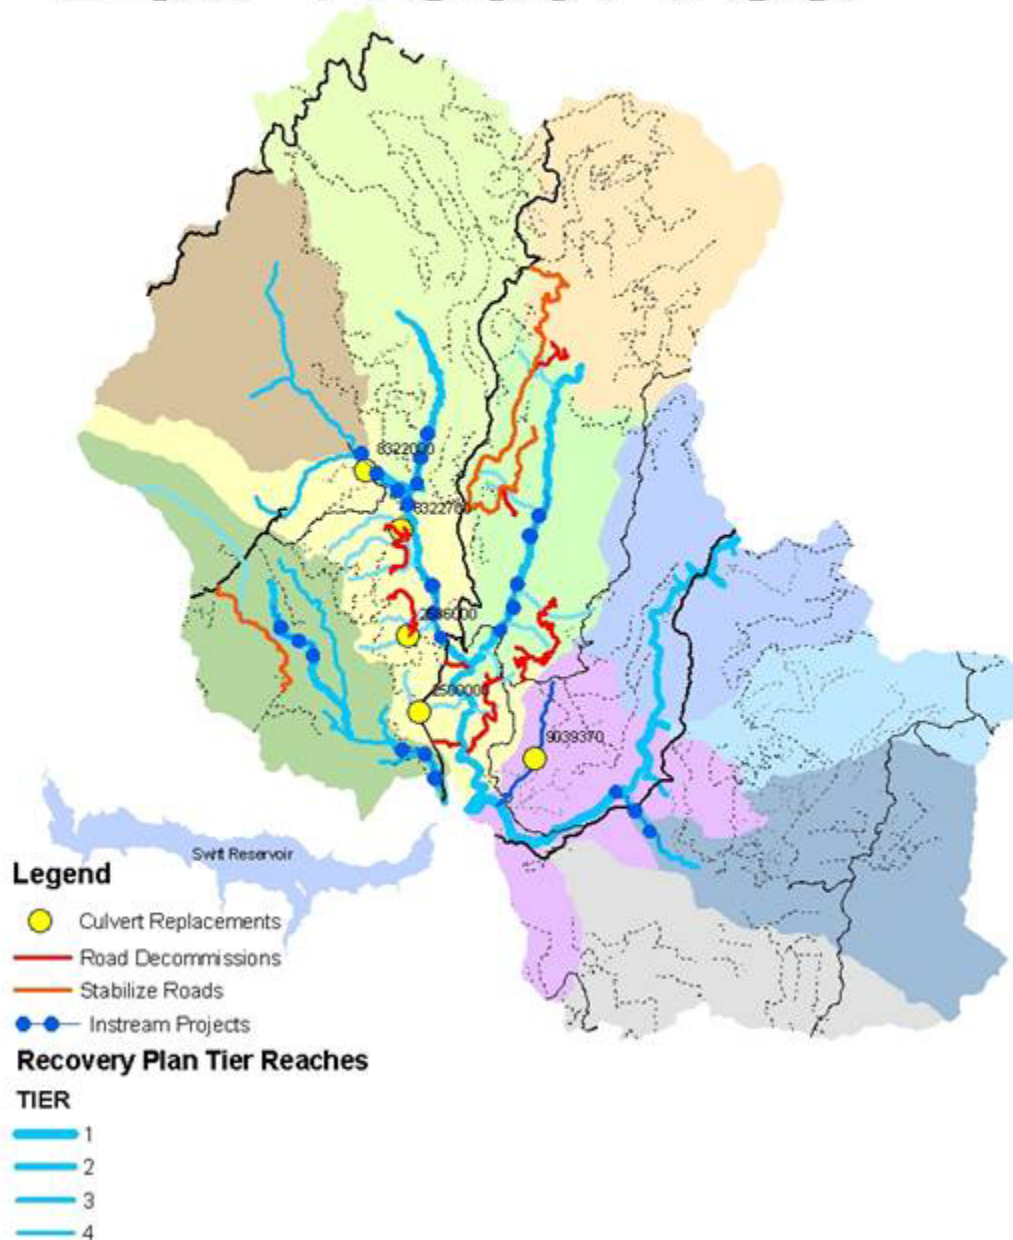 8322000
9039370
Swift Reservoir
Legend
Culvert Replacements
Road Decommissions
Stabilize Roads
Instream Projects
Recovery Plan Tier Reaches
TIER
1
2
3
4